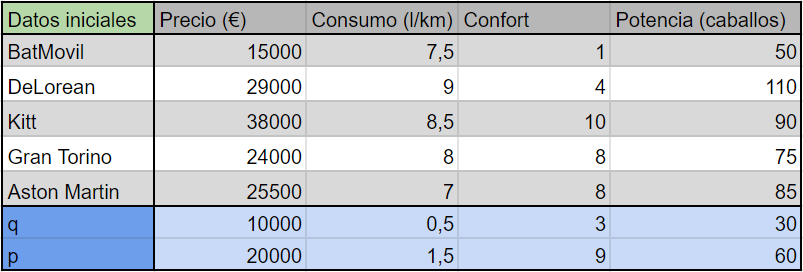 Datos iniciales Precio (€) Consumo (l/km) Confort Potencia (caballos)
BatMovil 15000 7,5 1 50
DeLorean 29000 9 4 110
Kitt 38000 8,5 10 90
Gran Torino 24000 8 8 75
Aston Martin 25500 7 8 85
q 10000 0,5 3 30
p 20000 1,5 9 60